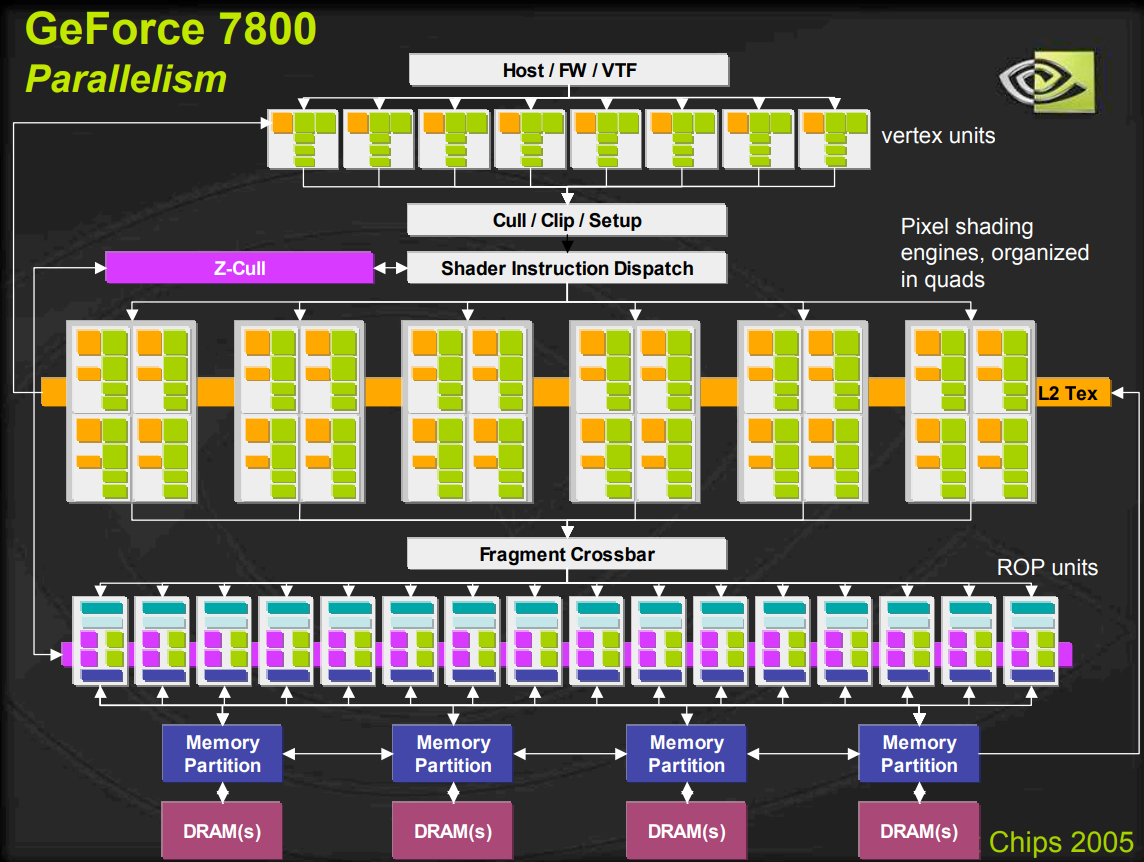 GeForce 7800
Parallelism
Host / FW / VTF
vertex units
Cull / Clip / Setup
Pixel shading
engines, organized
in quads
Z-Cull
Shader Instruction Dispatch
L2 Tex
Fragment Crossbar
ROP units
Memory
Partition
Memory
Partition
Memory
Partition
Memory
Partition
DRAM(s)
DRAM(s)
DRAM(s)
DRAM(s)
Chips 2005